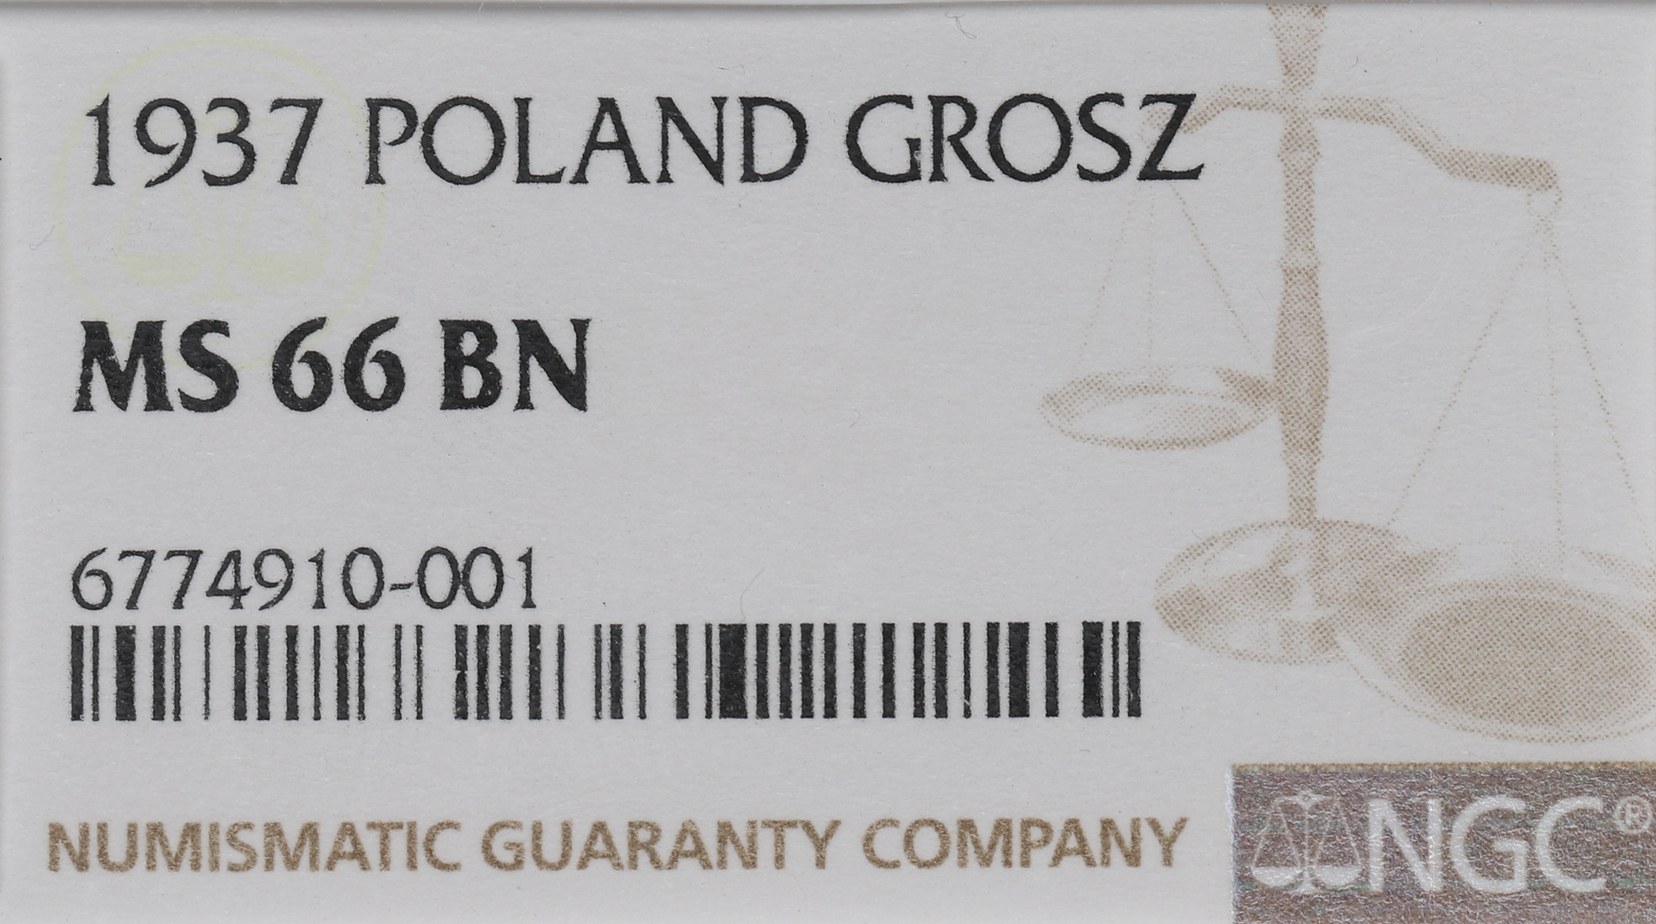 1937 POLAND GROSZ
MS 66 BN
6774910-001
NUMISMATIC GUARANTY COMPANY
NGC®